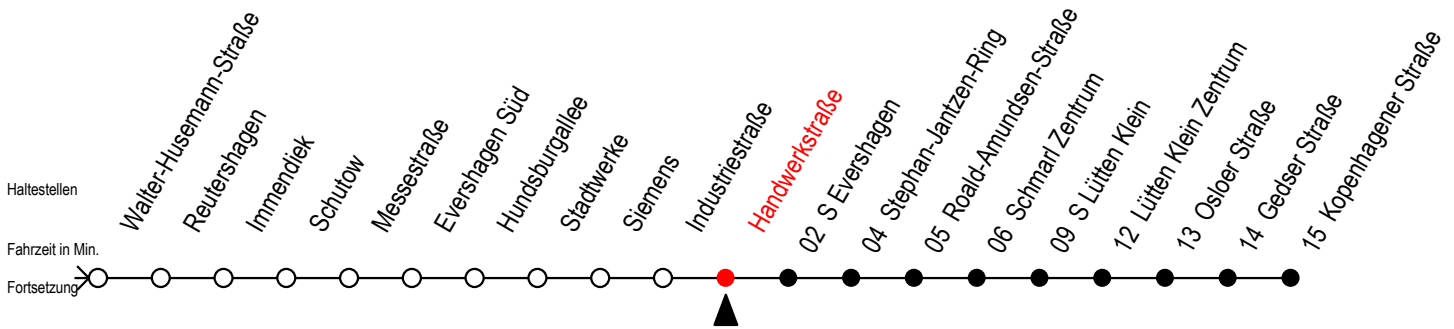 Haltestellen
Walter-Husemann-Straße
Reutershagen
Immendiek
Schutow
Messestraße
Evershagen Süd
Hundsburgallee
Stadtwerke
Siemens
Industriestraße
Handwerkstraße
02 S Evershagen
04 Stephan-Jantzen-Ring
05 Roald-Amundsen-Straße
06 Schmarl Zentrum
09 S Lütten Klein
12 Lütten Klein Zentrum
13 Osloer Straße
14 Gedser Straße
15 Kopenhagener Straße
Fahrzeit in Min.
Fortsetzung